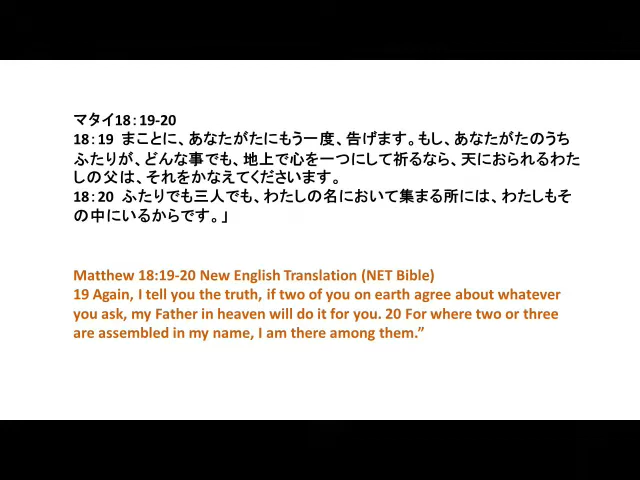 マタイ18：19-20
18：19 まことに、あなたがたにもう一度、告げます。もし、あなたがたのうち
ふたりが、どんな事でも、地上で心を一つにして祈るなら、天におられるわた
しの父は、それをかなえてくださいます。
18：20 ふたりでも三人でも、わたしの名において集まる所には、わたしもそ
の中にいるからです。」
Matthew 18:19-20 New English Translation (NET Bible)
19 Again, I tell you the truth, if two of you on earth agree about whatever
you ask, my Father in heaven will do it for you. 20 For where two or three
are assembled in my name, I am there among them.”